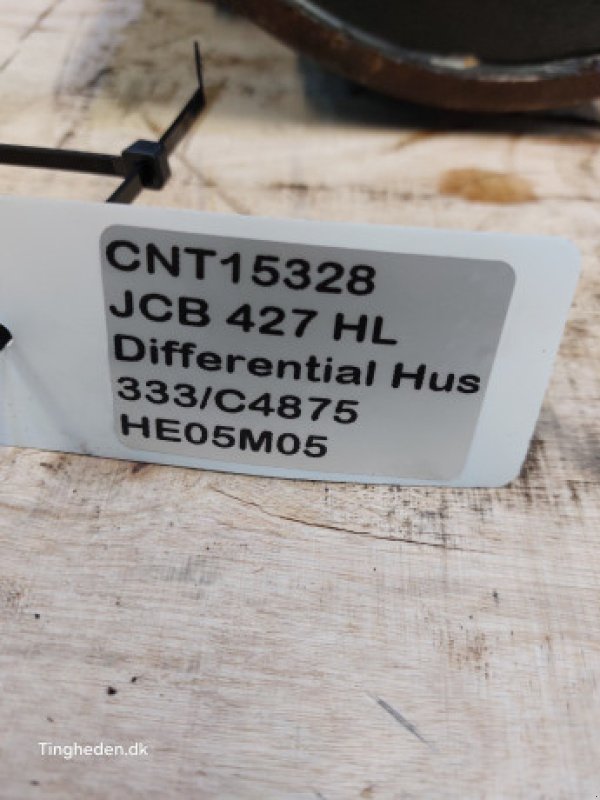 CNT15328
JCB 427 HL
Differential Hus
333/C4875
HE05M05
Tingheden.dk